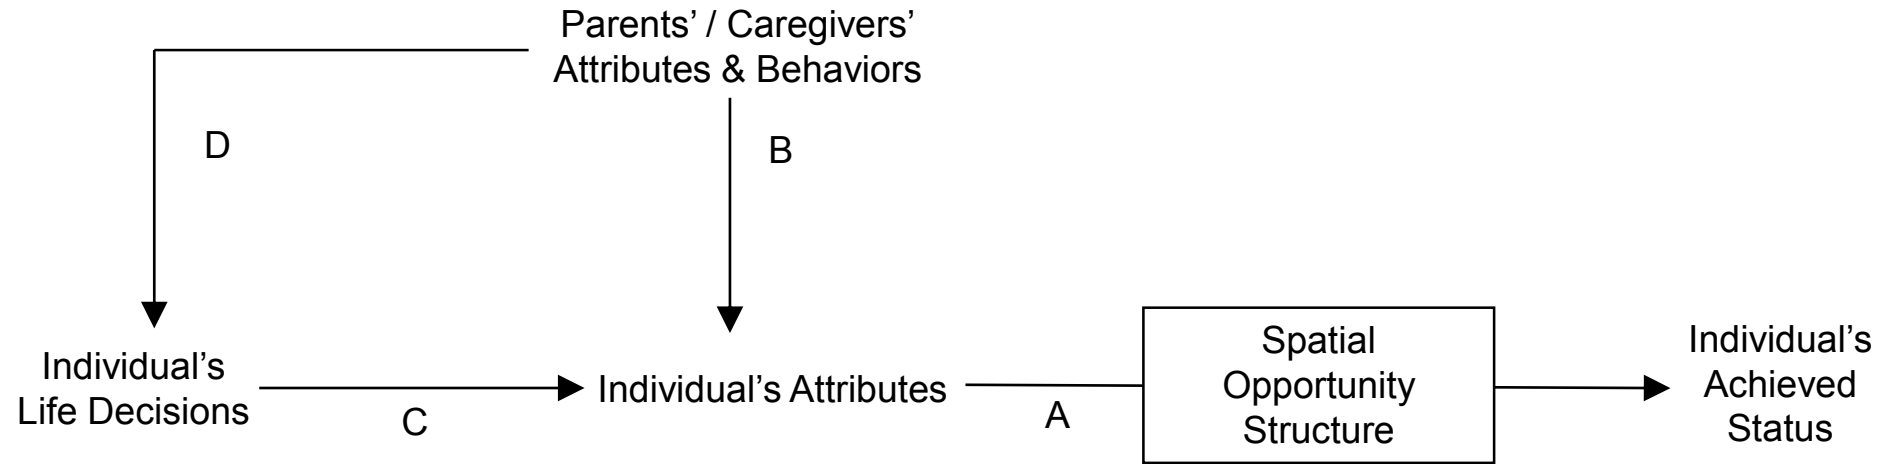 Parents’ / Caregivers’
Attributes & Behaviors
D
B
Individual’s
Life Decisions
C
Individual’s Attributes
A
Spatial
Opportunity
Structure
Individual’s
Achieved
Status